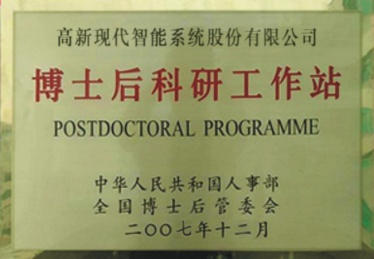 高新现代智能系统股份有限公司
博士后科研工作站
POSTDOCTORAL PROGRAMME
中华人民共和国人事部
全国博士后管委会
二〇〇七年十二月